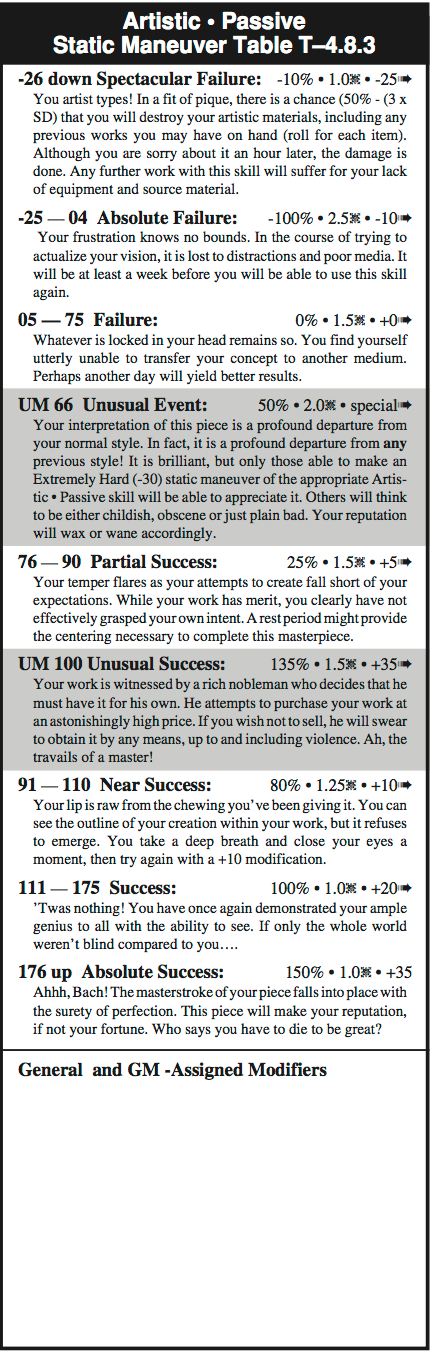 Artistic • Passive
Static Maneuver Table T–4.8.3
-26 down Spectacular Failure: -10% • 1.0⌘ • -25➠
You artist types! In a fit of pique, there is a chance (50% - (3 x
SD) that you will destroy your artistic materials, including any
previous works you may have on hand (roll for each item).
Although you are sorry about it an hour later, the damage is
done. Any further work with this skill will suffer for your lack
of equipment and source material.
-25 — 04 Absolute Failure: -100% • 2.5⌘ • -10➠
Your frustration knows no bounds. In the course of trying to
actualize your vision, it is lost to distractions and poor media. It
will be at least a week before you will be able to use this skill
again.
05 — 75 Failure: 0% • 1.5⌘ • +0➠
Whatever is locked in your head remains so. You find yourself
utterly unable to transfer your concept to another medium.
Perhaps another day will yield better results.
UM 66 Unusual Event: 50% • 2.0⌘ • special➠
Your interpretation of this piece is a profound departure from
your normal style. In fact, it is a profound departure from any
previous style! It is brilliant, but only those able to make an
Extremely Hard (-30) static maneuver of the appropriate Artis-
tic • Passive skill will be able to appreciate it. Others will think
to be either childish, obscene or just plain bad. Your reputation
will wax or wane accordingly.
76 — 90 Partial Success: 25% • 1.5⌘ • +5➠
Your temper flares as your attempts to create fall short of your
expectations. While your work has merit, you clearly have not
effectively grasped your own intent. A rest period might provide
the centering necessary to complete this masterpiece.
UM 100 Unusual Success: 135% • 1.5⌘ • +35➠
Your work is witnessed by a rich nobleman who decides that he
must have it for his own. He attempts to purchase your work at
an astonishingly high price. If you wish not to sell, he will swear
to obtain it by any means, up to and including violence. Ah, the
travails of a master!
91 — 110 Near Success: 80% • 1.25⌘ • +10➠
Your lip is raw from the chewing you've been giving it. You can
see the outline of your creation within your work, but it refuses
to emerge. You take a deep breath and close your eyes a
moment, then try again with a +10 modification.
111 — 175 Success: 100% • 1.0⌘ • +20➠
'Twas nothing! You have once again demonstrated your ample
genius to all with the ability to see. If only the whole world
weren't blind compared to you….
176 up Absolute Success: 150% • 1.0⌘ • +35
Ahhh, Bach! The masterstroke of your piece falls into place with
the surety of perfection. This piece will make your reputation,
if not your fortune. Who says you have to die to be great?
General and GM -Assigned Modifiers